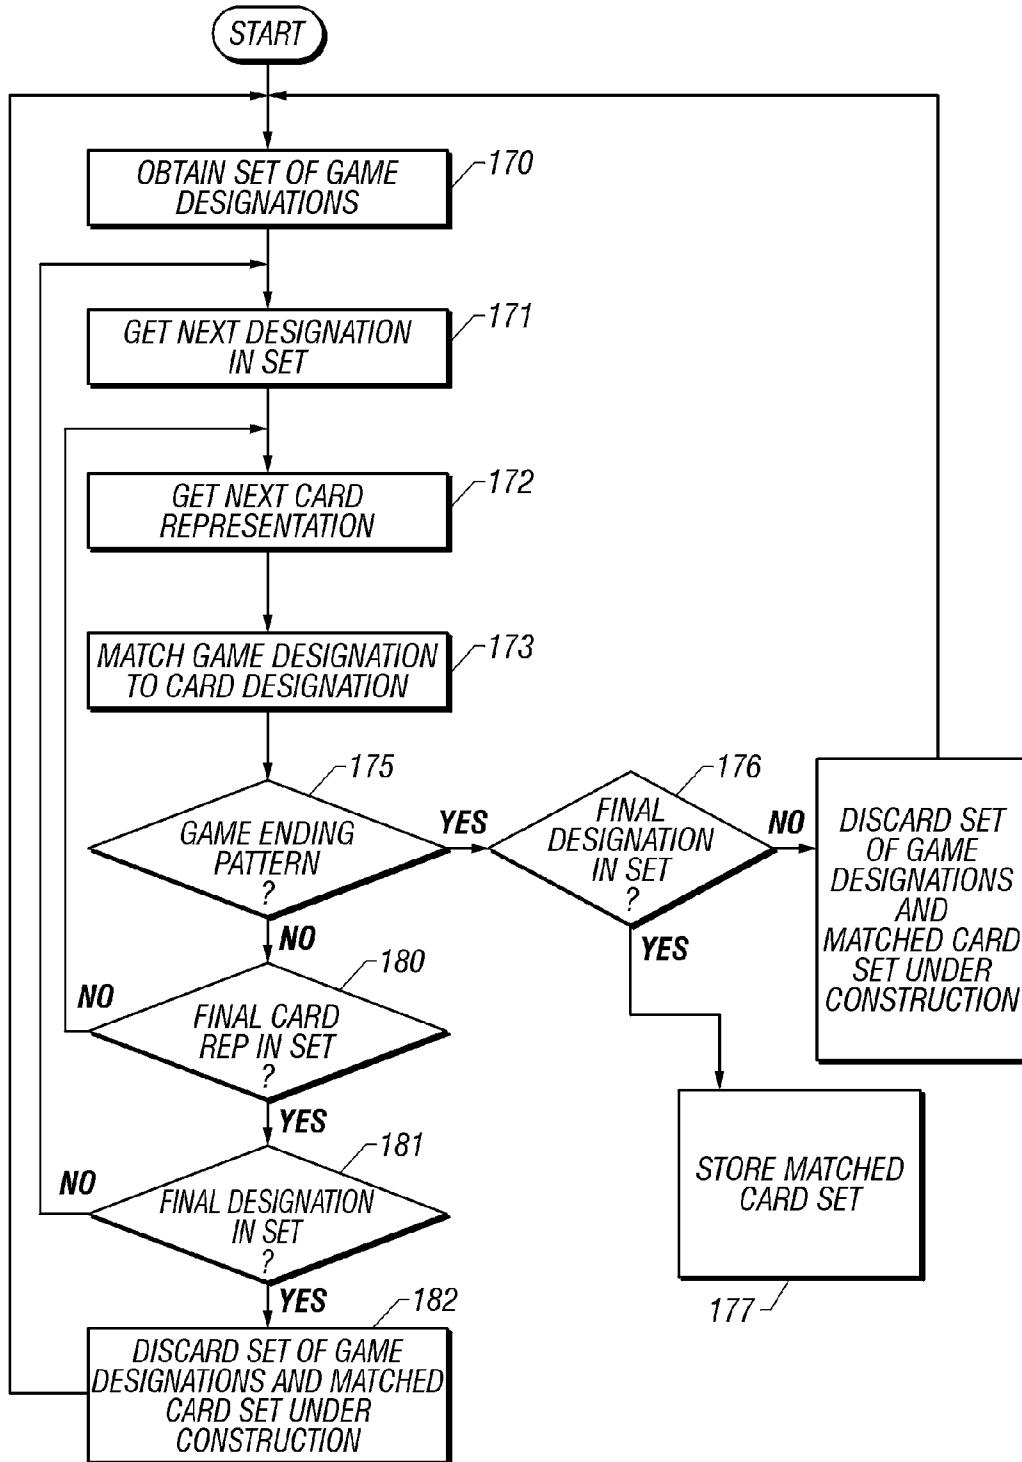 START
OBTAIN SET OF GAME
DESIGNATIONS
170
GET NEXT DESIGNATION
IN SET
171
GET NEXT CARD
REPRESENTATION
172
MATCH GAME DESIGNATION
TO CARD DESIGNATION
173
GAME ENDING
PATTERN
?
175
YES
NO
FINAL
DESIGNATION
IN SET
?
176
NO
YES
DISCARD SET
OF GAME
DESIGNATIONS
AND
MATCHED CARD
SET UNDER
CONSTRUCTION
FINAL CARD
REP IN SET
?
180
NO
YES
STORE MATCHED
CARD SET
177
FINAL DESIGNATION
IN SET
?
181
NO
YES
DISCARD SET OF GAME
DESIGNATIONS AND MATCHED
CARD SET UNDER
CONSTRUCTION
182